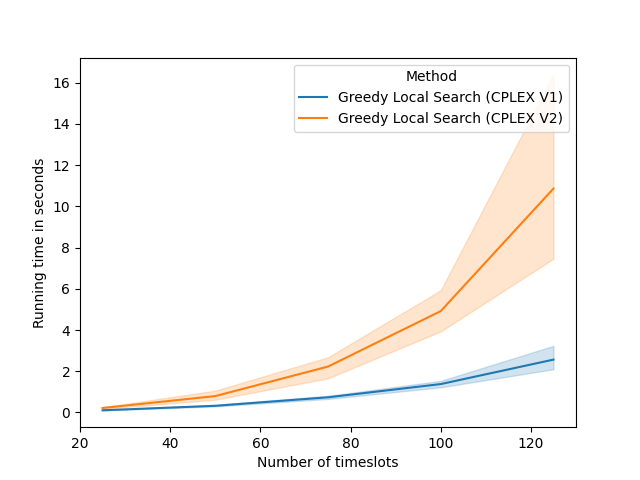 Method
Greedy Local Search (CPLEX V1)
Greedy Local Search (CPLEX V2)
Running time in seconds
16
14
12
10
8
6
4
2
0
20 40 60 80 100 120
Number of timeslots